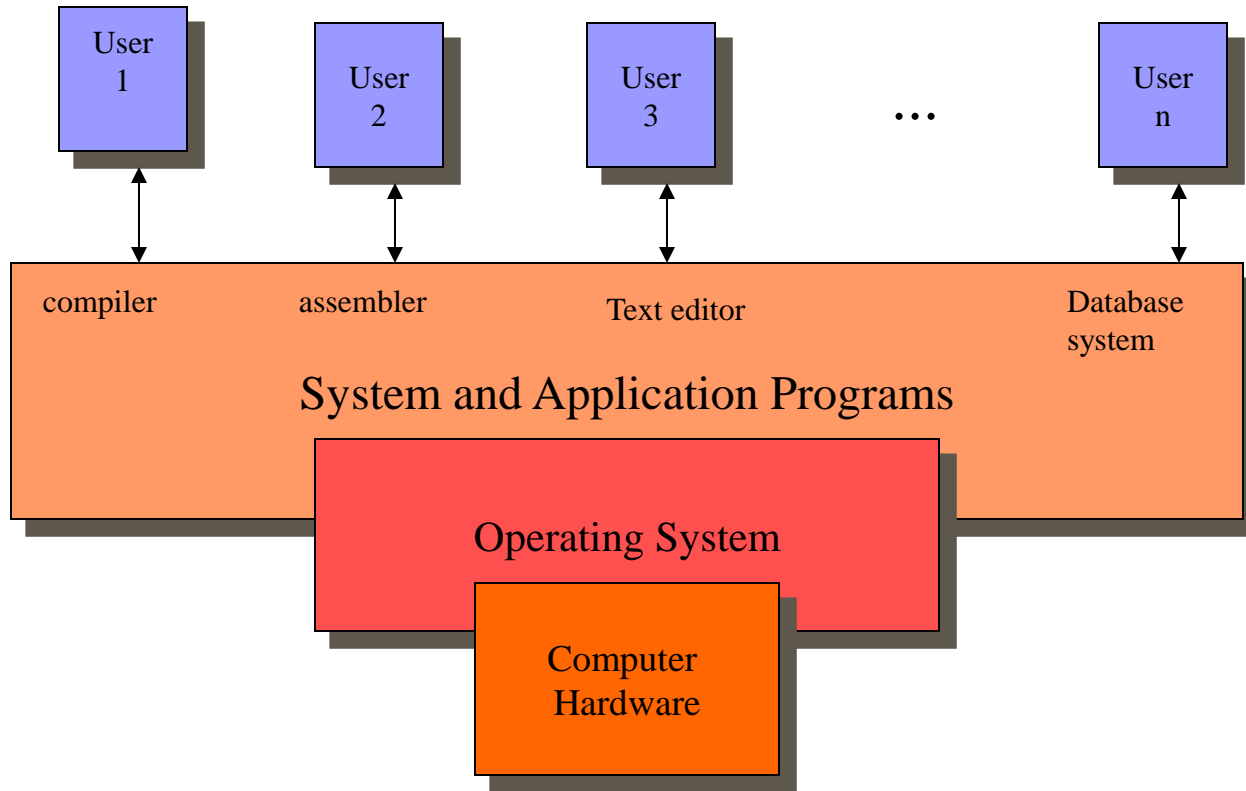 User
1
User
2
User
3
...
User
n
compiler
assembler
Text editor
Database
system
System and Application Programs
Operating System
Computer
Hardware